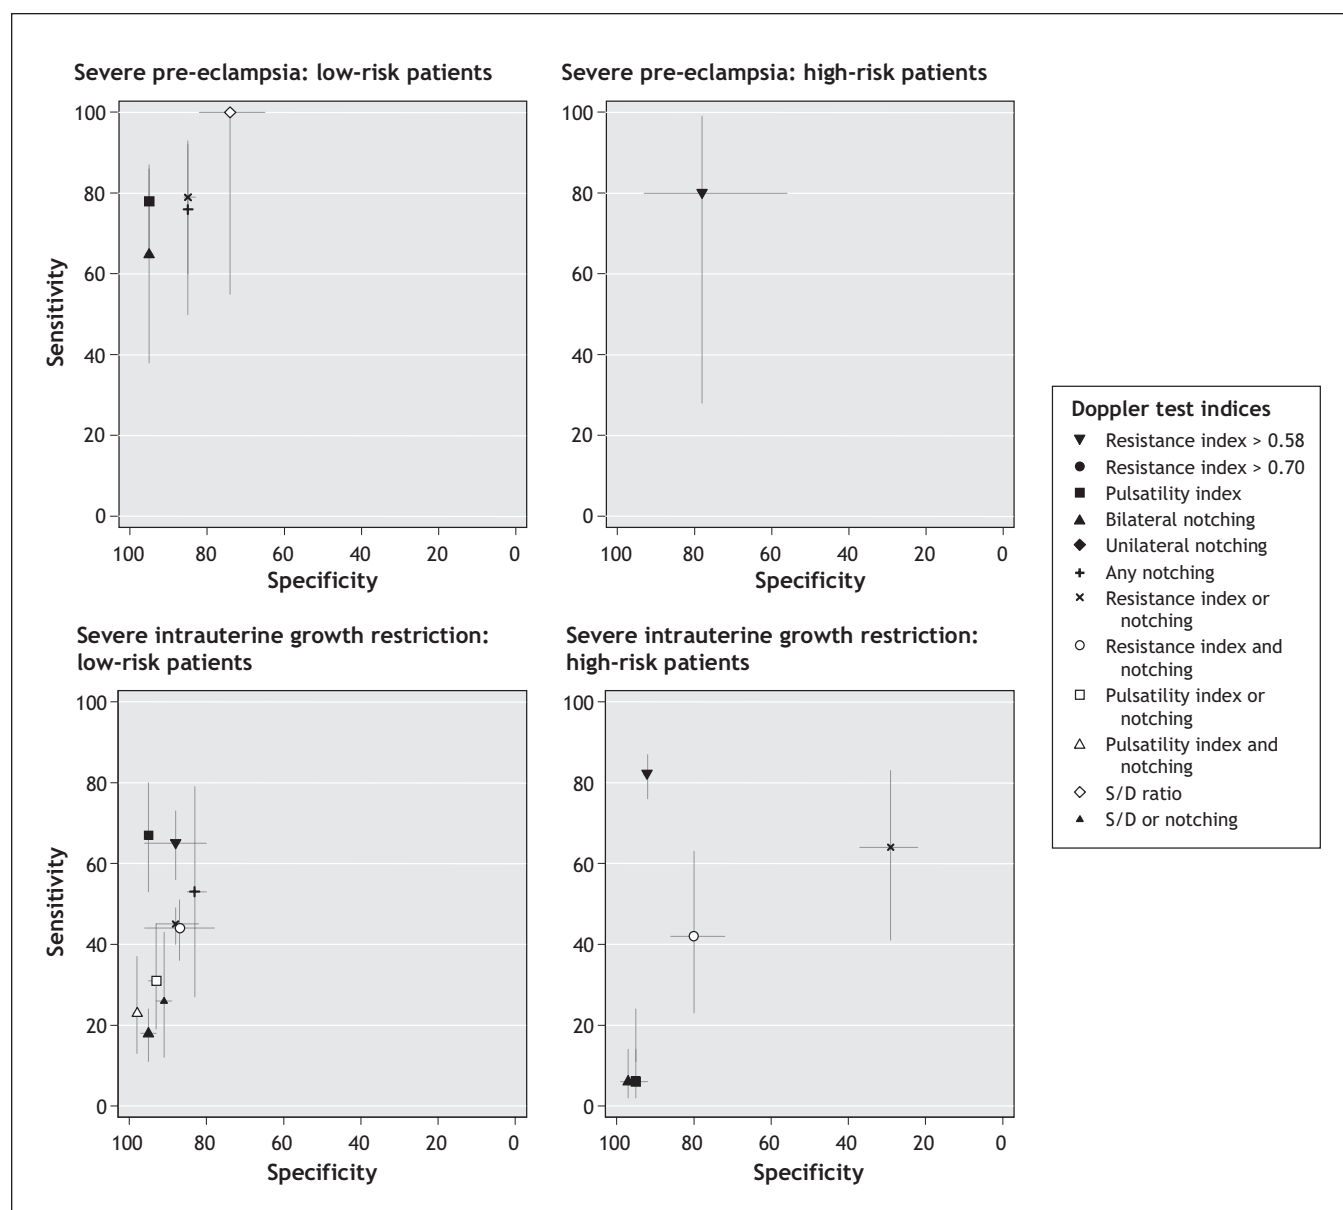 Severe pre-eclampsia: low-risk patients
Sensitivity
100
80
60
40
20
0
100 80 60 40 20 0
Specificity
Severe pre-eclampsia: high-risk patients
100
80
60
40
20
0
100 80 60 40 20 0
Specificity
Severe intrauterine growth restriction:
low-risk patients
Sensitivity
100
80
60
40
20
0
100 80 60 40 20 0
Specificity
Severe intrauterine growth restriction:
high-risk patients
100
80
60
40
20
0
100 80 60 40 20 0
Specificity
Doppler test indices
Resistance index > 0.58
Resistance index > 0.70
Pulsatility index
Bilateral notching
Unilateral notching
Any notching
Resistance index or
notching
Resistance index and
notching
Pulsatility index or
notching
Pulsatility index and
notching
S/D ratio
S/D or notching